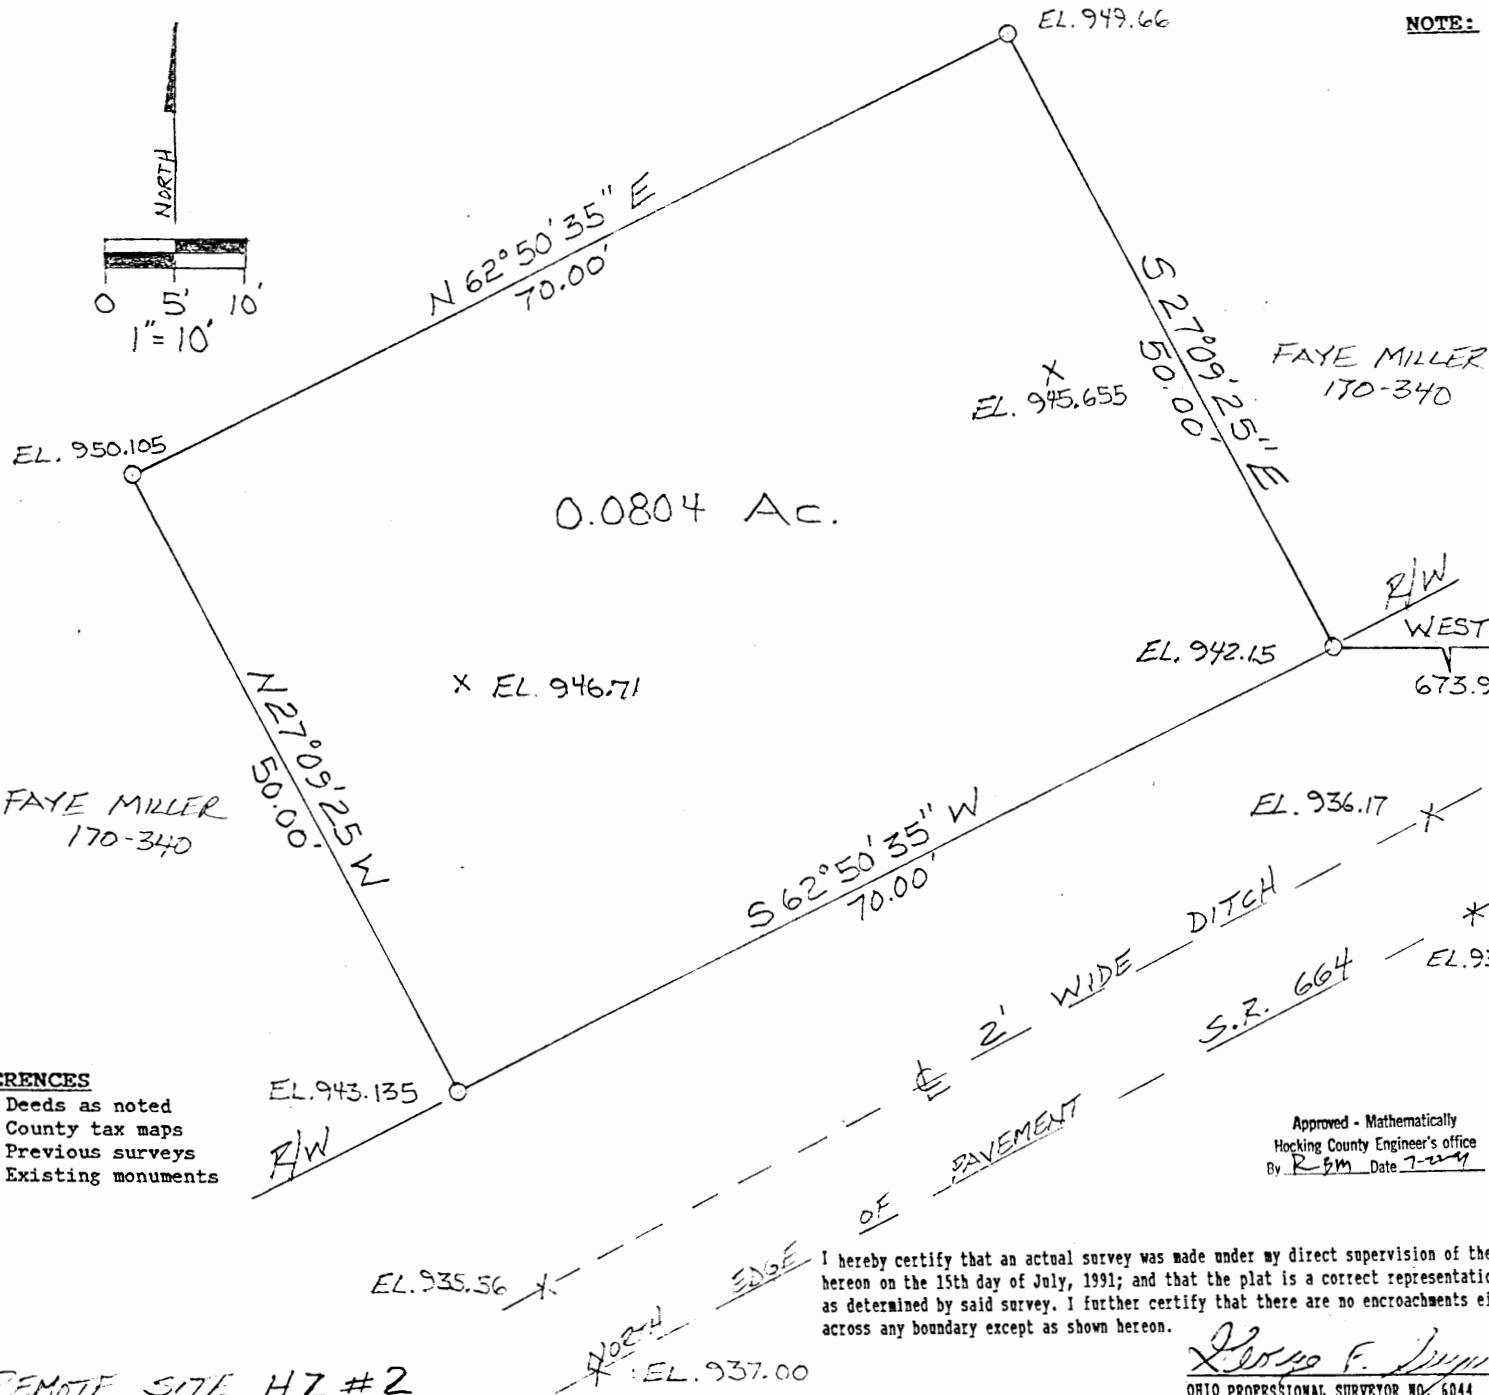 EL. 949.66
NOTE:
NORTH
0 5' 10'
1"=10'
N 62° 50' 35" E
70.00'
S 27° 09' 25" E
50.00'
FAYE MILLER
170-340
X
EL. 945.655
EL. 950.105
0.0804 Ac.
R/W
WEST
EL. 942.15
673.9
X EL. 946.71
N 27° 09' 25 W
50.00'
FAYE MILLER
170-340
S 62° 50' 35" W
70.00'
EL. 936.17 X
℄ 2' WIDE DITCH
EL.93
S.R. 664
EL. 943.135
R/W
RENCES
Deeds as noted
County tax maps
Previous surveys
Existing monuments
NORTH EDGE OF PAVEMENT
Approved - Mathematically
Hocking County Engineer's office
By Date
EL. 935.56 X
I hereby certify that an actual survey was made under my direct supervision of the
hereon on the 15th day of July, 1991; and that the plat is a correct representatio
as determined by said survey. I further certify that there are no encroachments ei
across any boundary except as shown hereon.
X EL. 937.00
George F.
REMOTE SITE HZ #2
OHIO PROFESSIONAL SURVEYOR NO. 6044